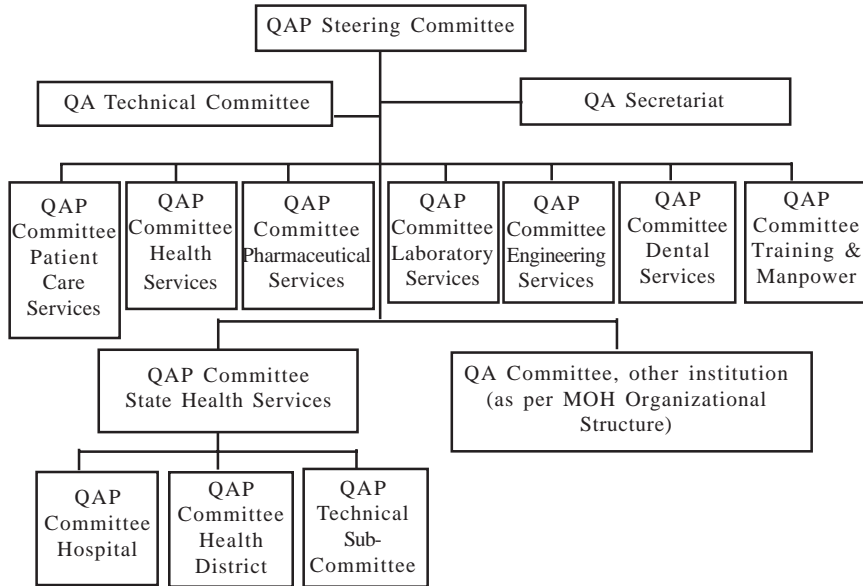 QAP Steering Committee
QA Technical Committee
QA Secretariat
QAP
Committee
Patient
Care
Services
QAP
Committee
Health
Services
QAP
Committee
Pharmaceutical
Services
QAP
Committee
Laboratory
Services
QAP
Committee
Engineering
Services
QAP
Committee
Dental
Services
QAP
Committee
Training &
Manpower
QAP Committee
State Health Services
QA Committee, other institution
(as per MOH Organizational
Structure)
QAP
Committee
Hospital
QAP
Committee
Health
District
QAP
Technical
Sub-
Committee